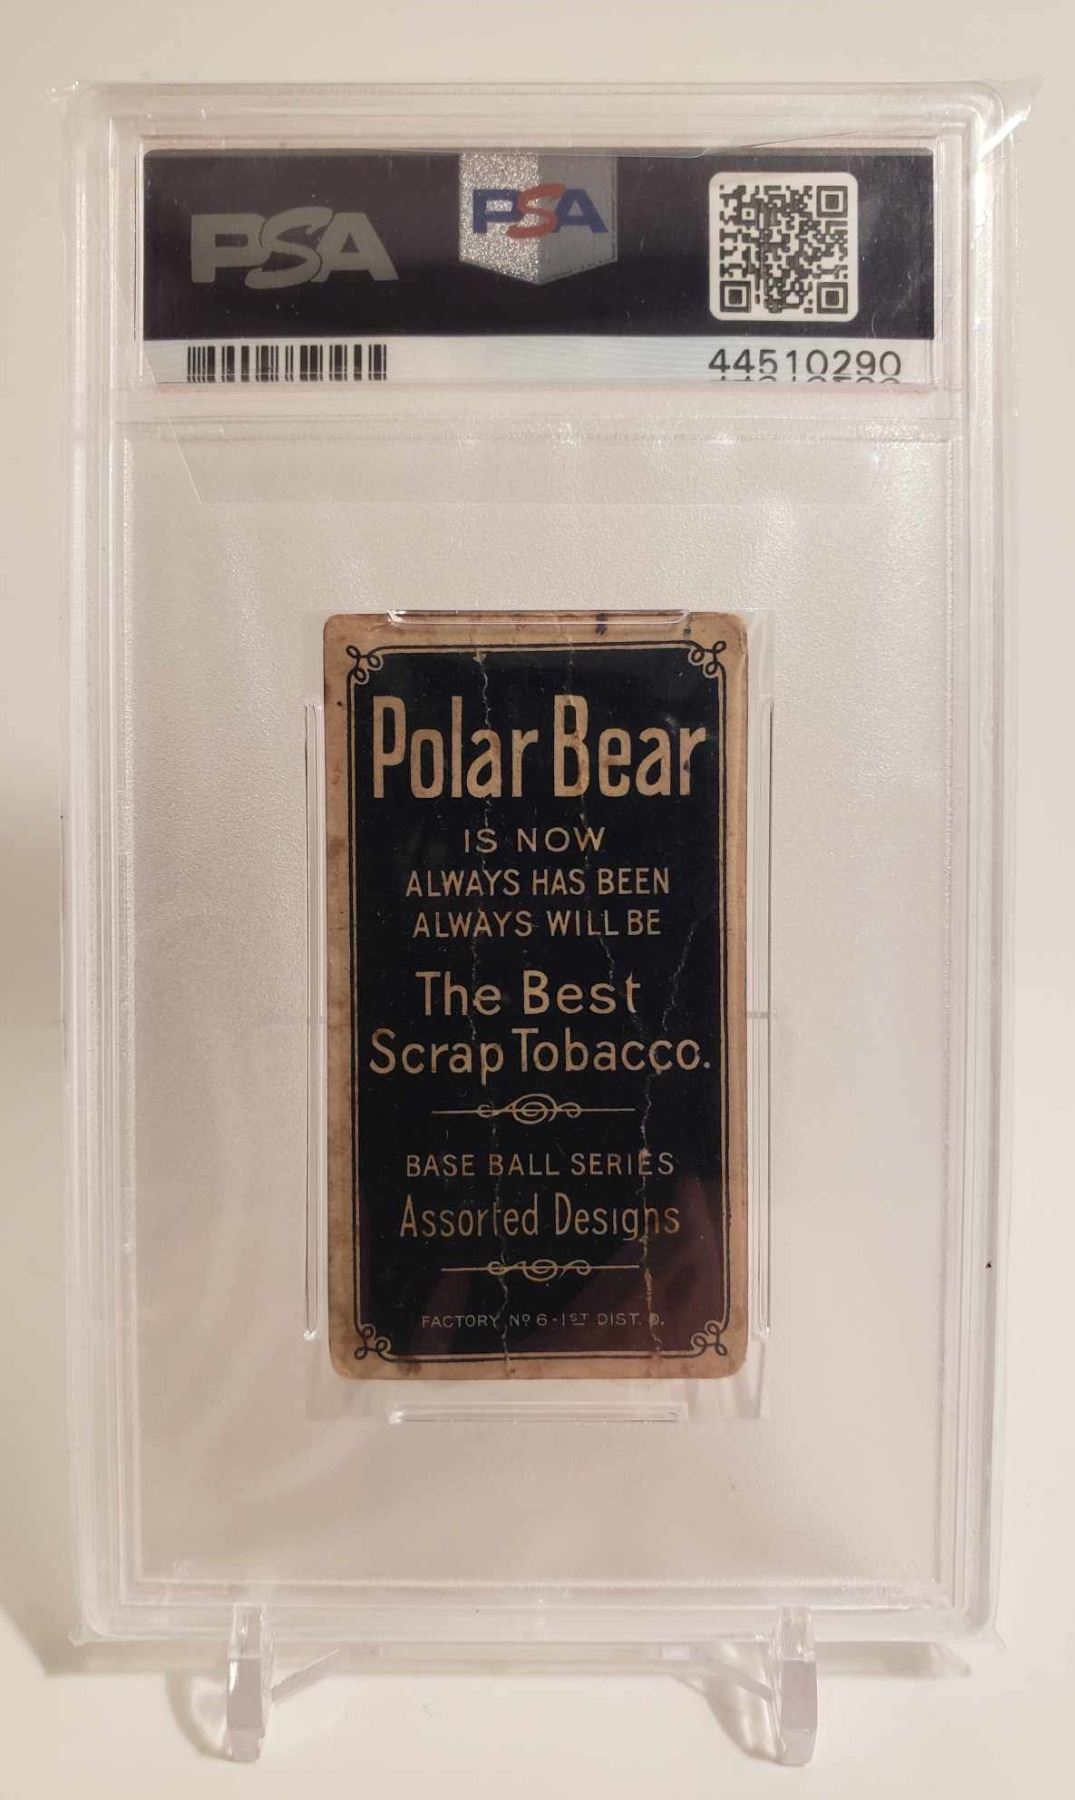 PSA
PSA
44510290
Polar Bear
IS NOW
ALWAYS HAS BEEN
ALWAYS WILL BE
The Best
Scrap Tobacco.
BASE BALL SERIES
Assorted Designs
FACTORY Nº 6-1ST DIST. O.